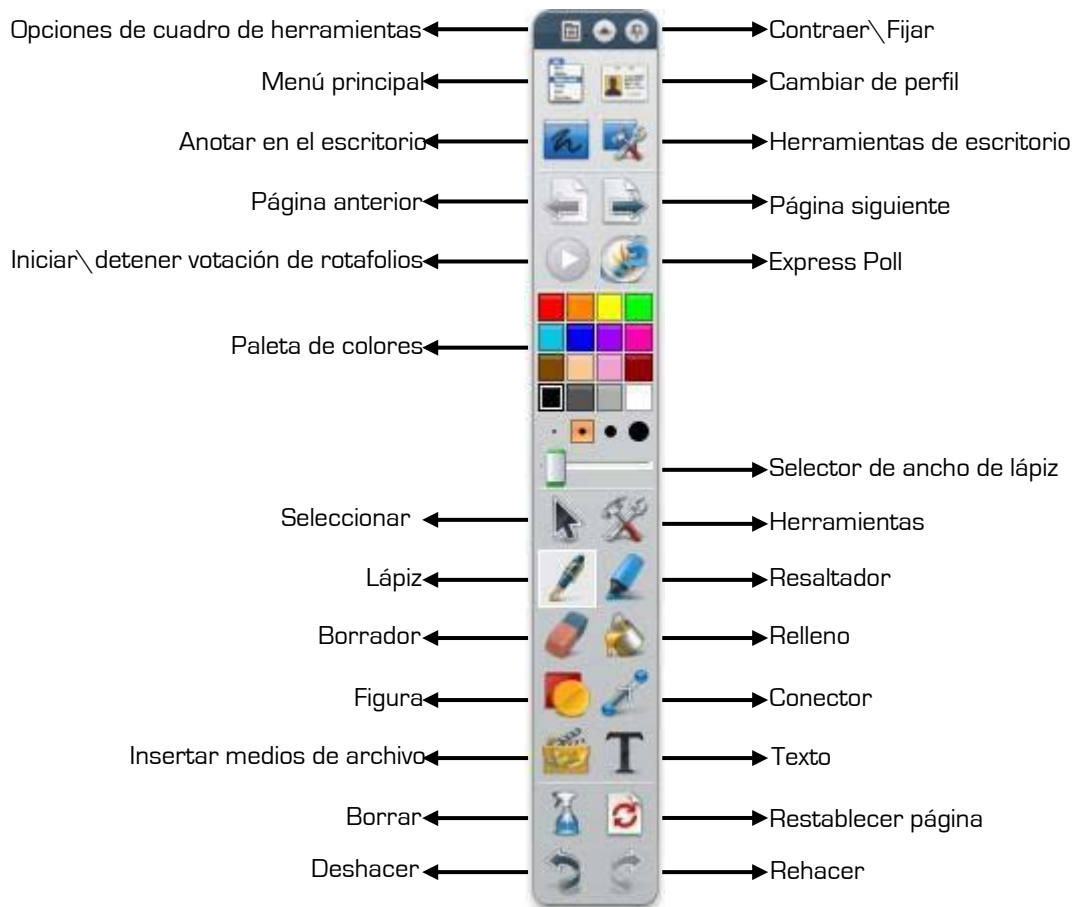 Opciones de cuadro de herramientas
Contraer\Fijar
Menú principal
Cambiar de perfil
Anotar en el escritorio
Herramientas de escritorio
Página anterior
Página siguiente
Iniciar\detener votación de rotafolios
Express Poll
Paleta de colores
Selector de ancho de lápiz
Seleccionar
Herramientas
Lápiz
Resaltador
Borrador
Relleno
Figura
Conector
Insertar medios de archivo
T
Texto
Borrar
Restablecer página
Deshacer
Rehacer